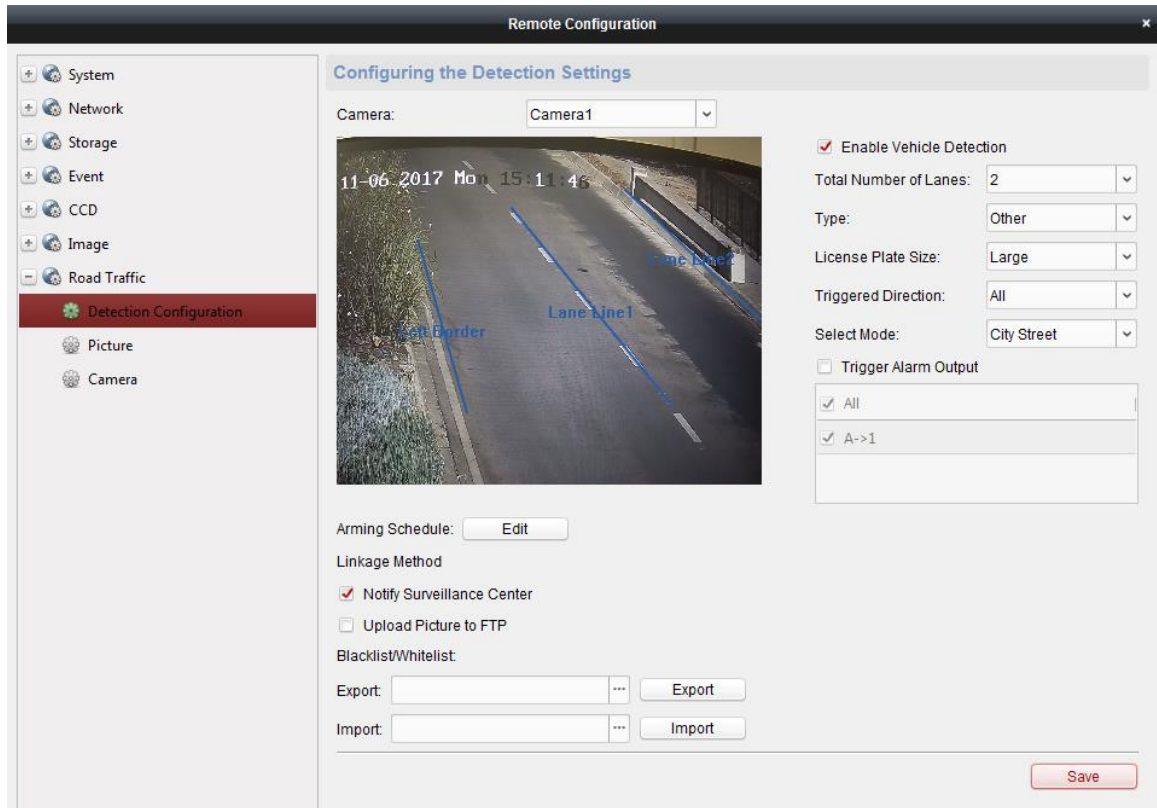 Remote Configuration
System
Network
Storage
Event
CCD
Image
Road Traffic
Detection Configuration
Picture
Camera
Configuring the Detection Settings
Camera: Camera1
11-06 2017 Mon 15:11:46
Left Border
Lane Line1
Lane Line2
Enable Vehicle Detection
Total Number of Lanes: 2
Type: Other
License Plate Size: Large
Triggered Direction: All
Select Mode: City Street
Trigger Alarm Output
All
A->1
Arming Schedule: Edit
Linkage Method
Notify Surveillance Center
Upload Picture to FTP
Blacklist/Whitelist:
Export: ... Export
Import: ... Import
Save